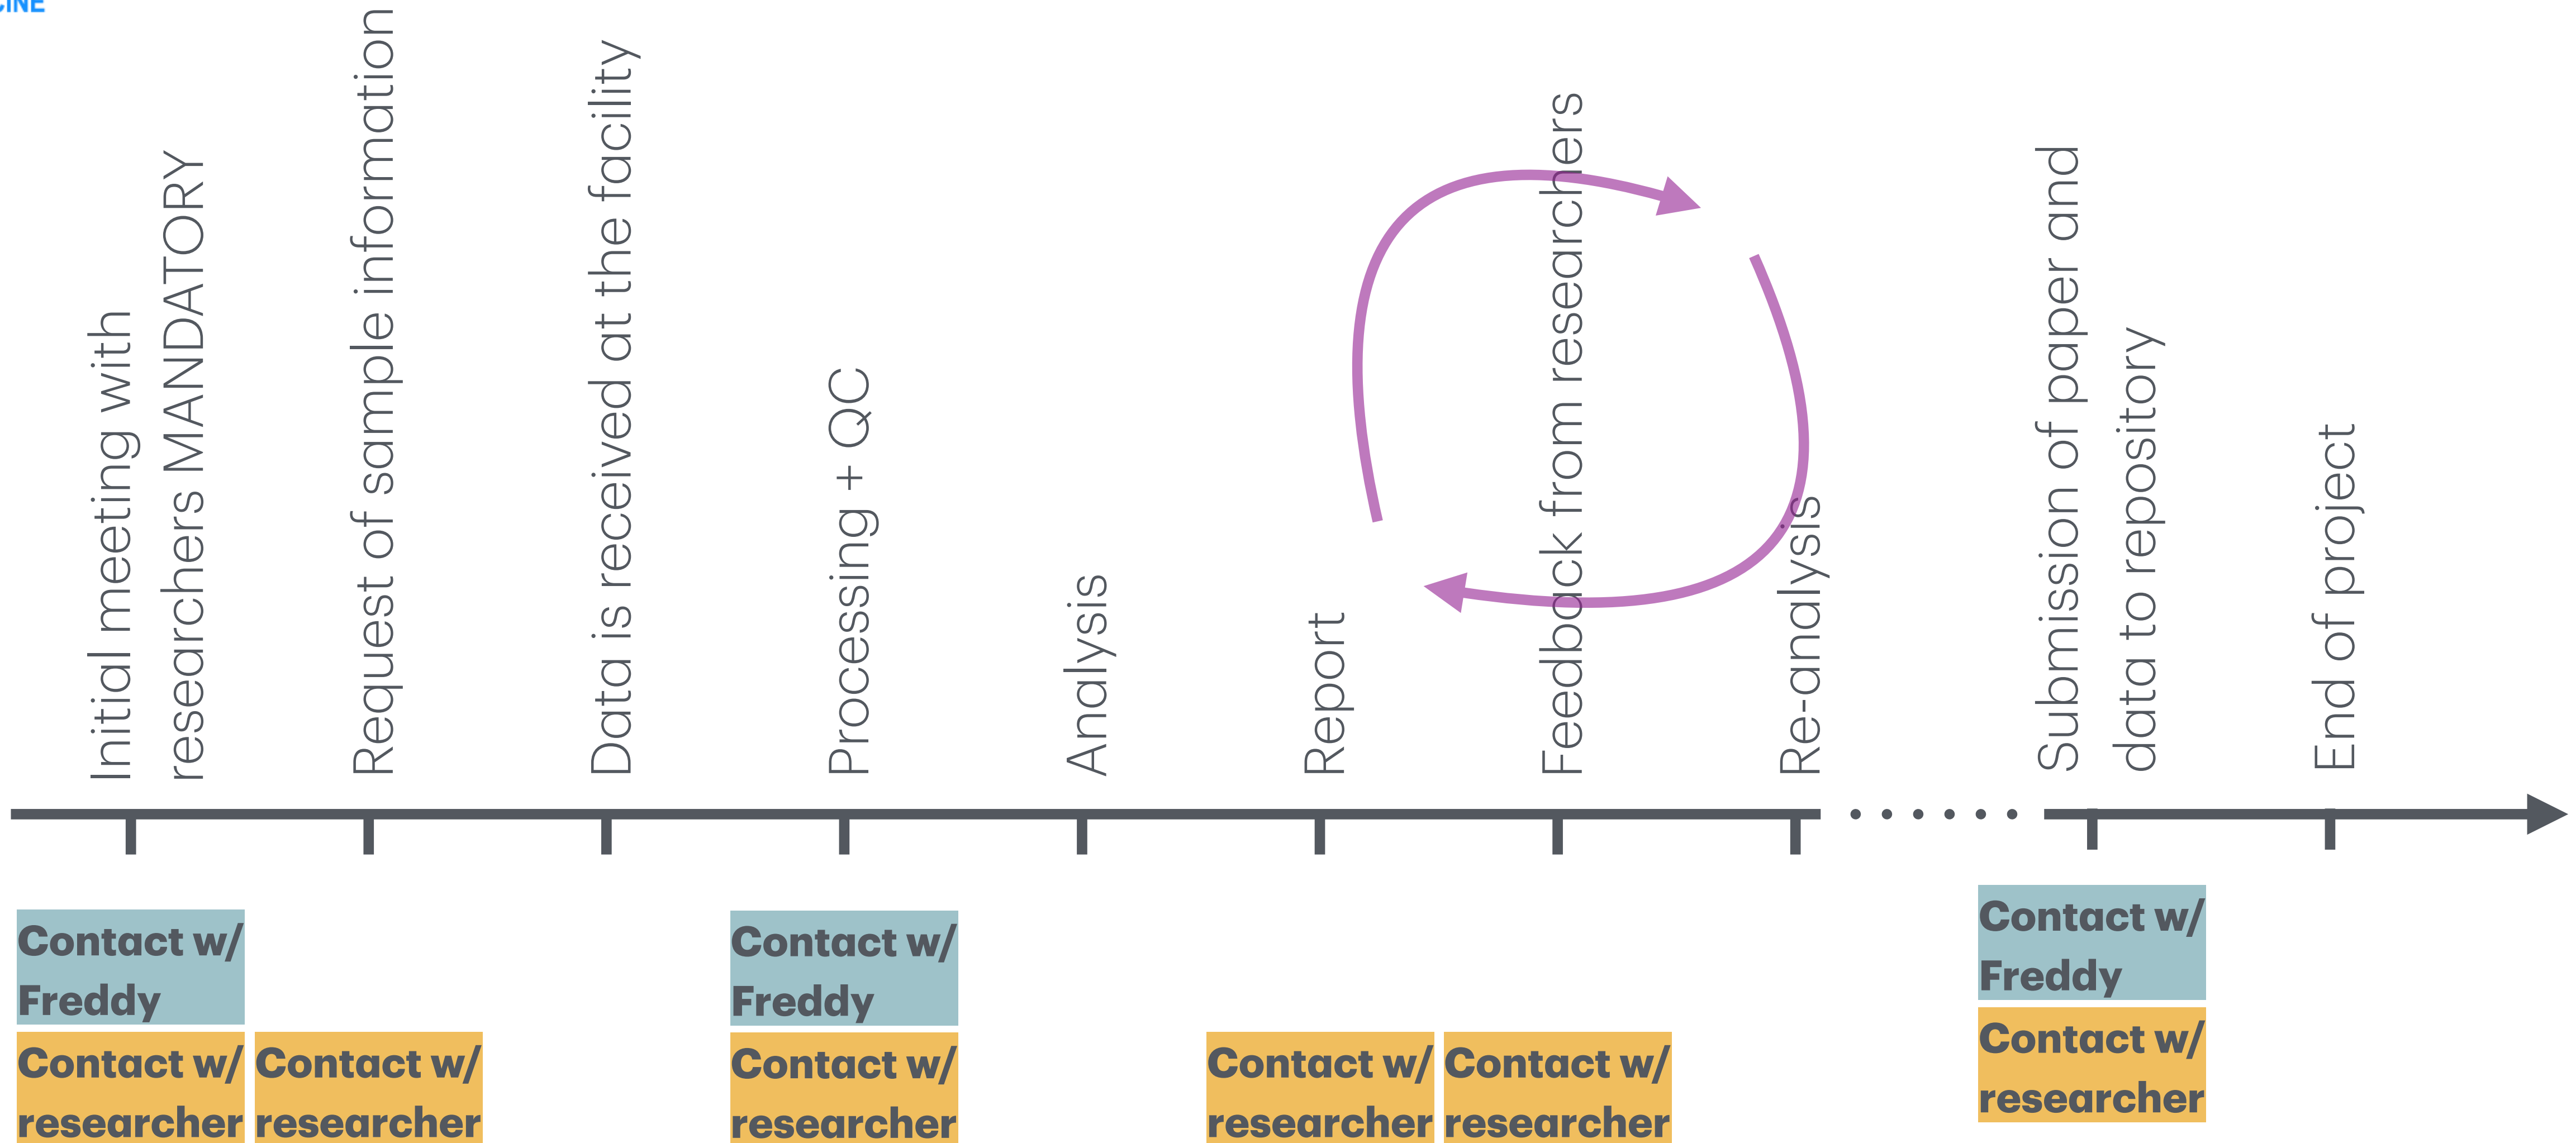 Initial meeting with
researchers MANDATORY
Request of sample information
Data is received at the facility
Processing + QC
Analysis
Report
Feedback from researchers
Re-analysis
Submission of paper and
data to repository
End of project
Contact w/
Freddy
Contact w/
researcher
Contact w/
researcher
Contact w/
Freddy
Contact w/
researcher
Contact w/
researcher
Contact w/
researcher
Contact w/
Freddy
Contact w/
researcher